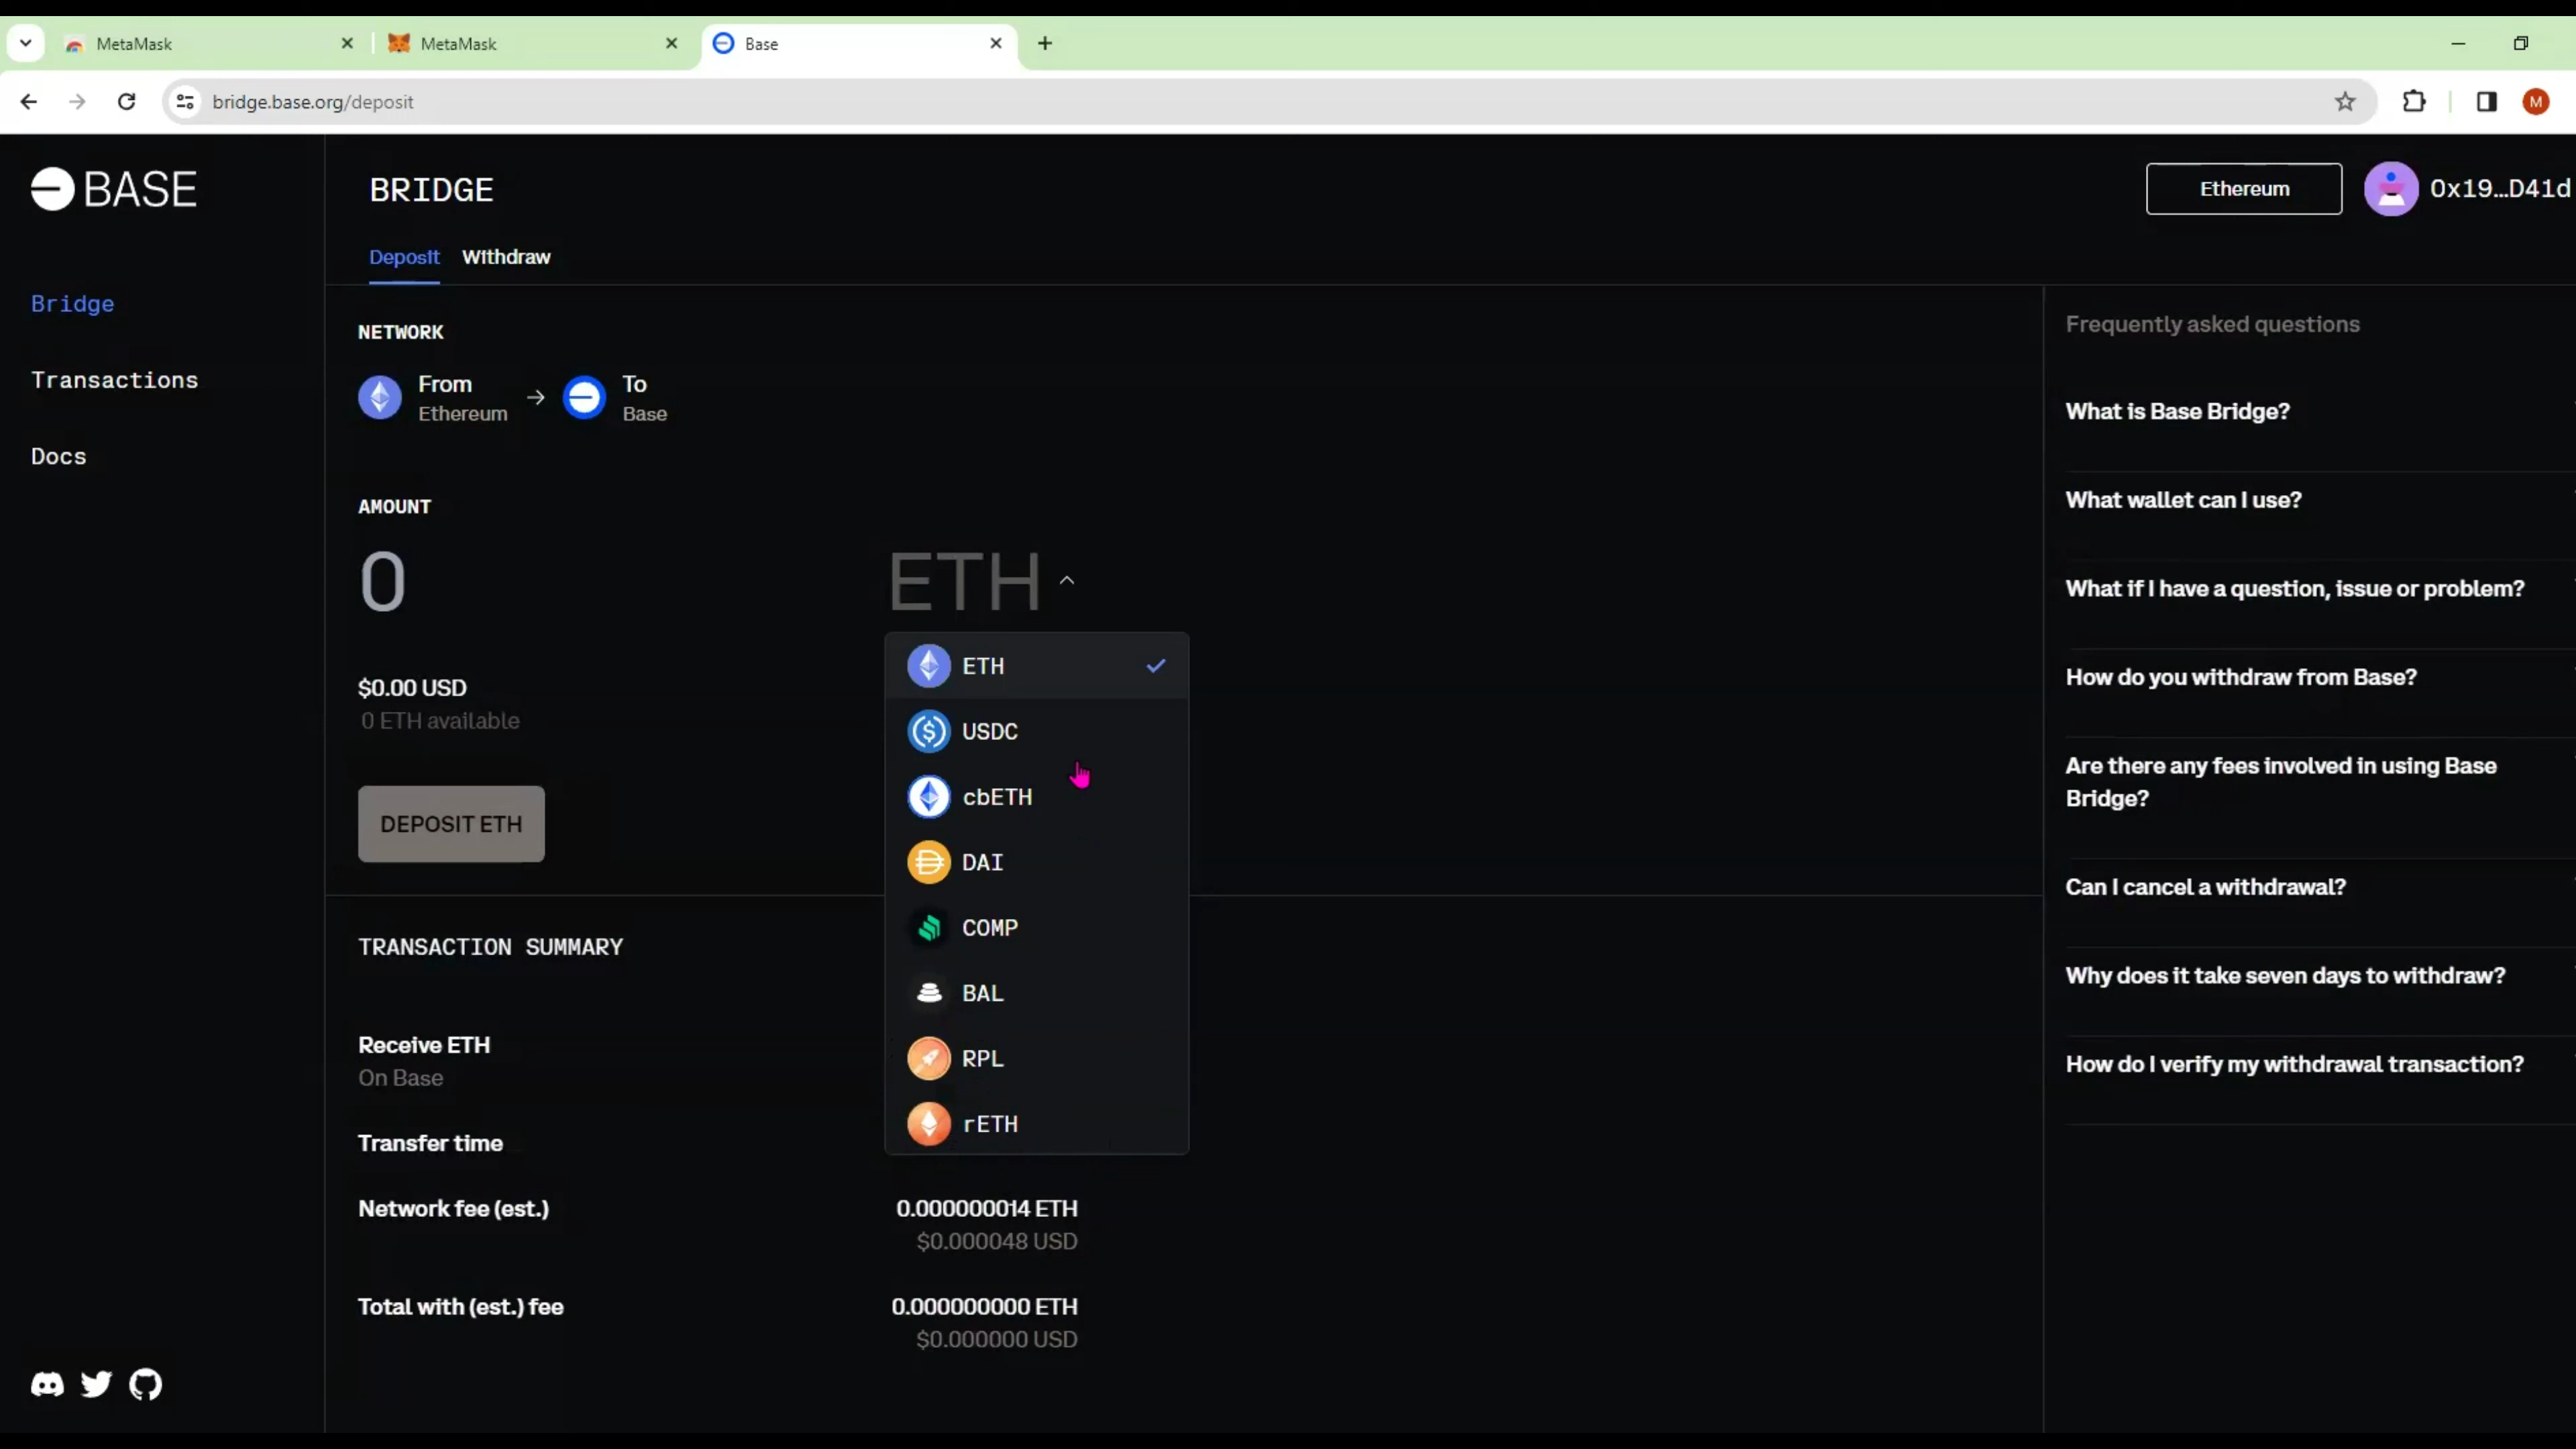 MetaMask
MetaMask
Base
bridge.base.org/deposit
M
BASE
BRIDGE
Ethereum
0x19...D41d
Deposit Withdraw
Bridge
Transactions
Docs
NETWORK
From
Ethereum
To
Base
AMOUNT
0
ETH
$0.00 USD
0 ETH available
DEPOSIT ETH
ETH
USDC
cbETH
DAI
COMP
BAL
RPL
rETH
TRANSACTION SUMMARY
Receive ETH
On Base
Transfer time
Network fee (est.)
0.000000014 ETH
$0.000048 USD
Total with (est.) fee
0.000000000 ETH
$0.000000 USD
Frequently asked questions
What is Base Bridge?
What wallet can I use?
What if I have a question, issue or problem?
How do you withdraw from Base?
Are there any fees involved in using Base
Bridge?
Can I cancel a withdrawal?
Why does it take seven days to withdraw?
How do I verify my withdrawal transaction?